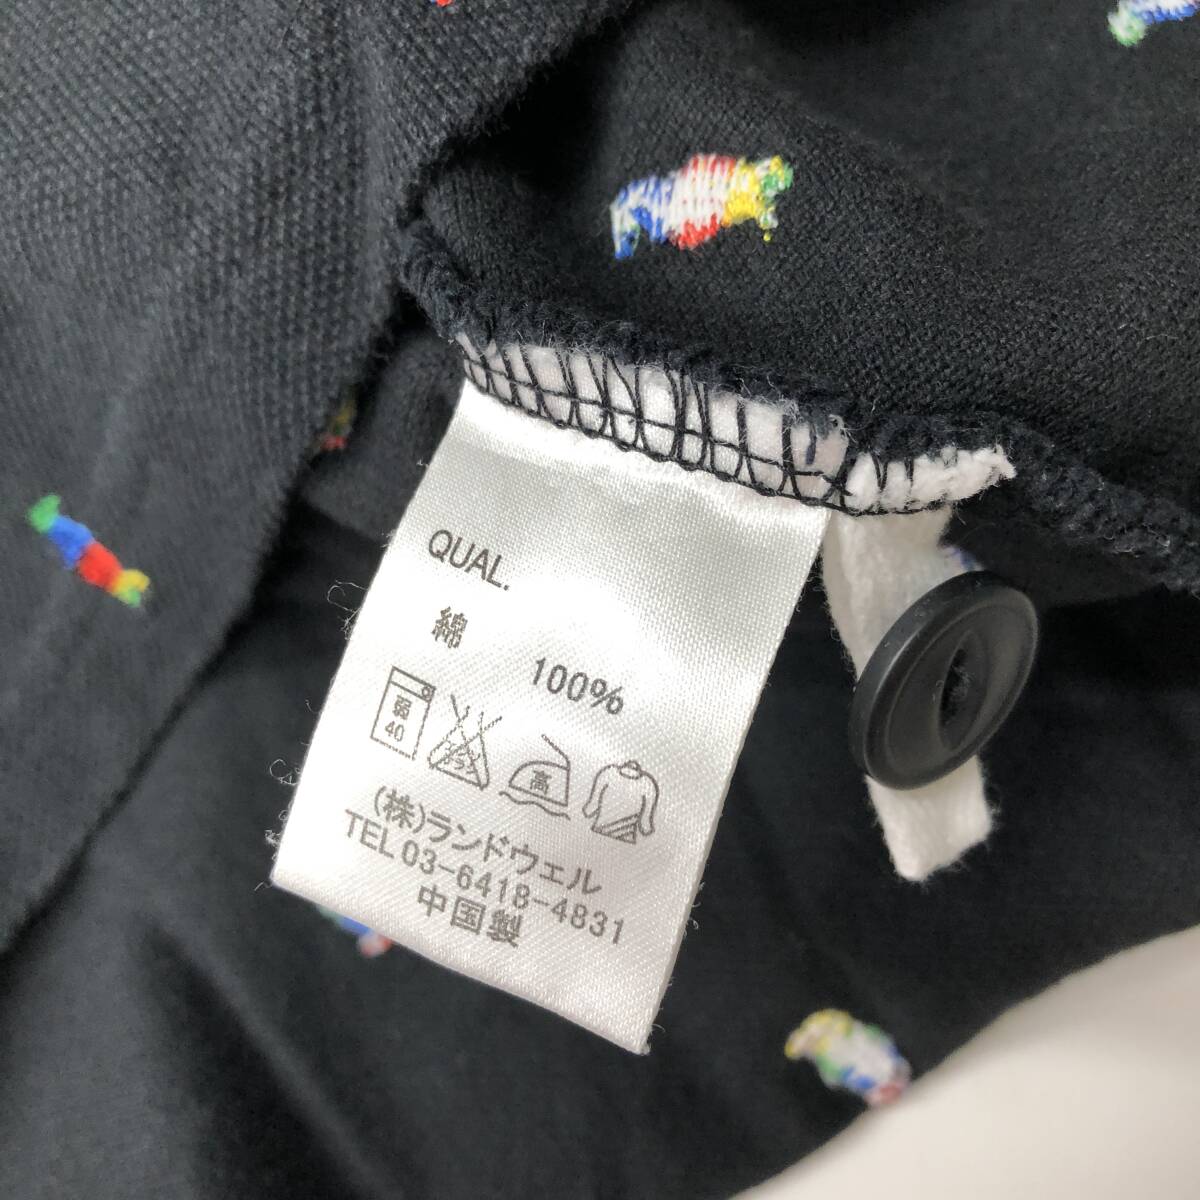 QUAL.
綿 100%
弱
40
高
(株)ランドウェル
TEL 03-6418-4831
中国製